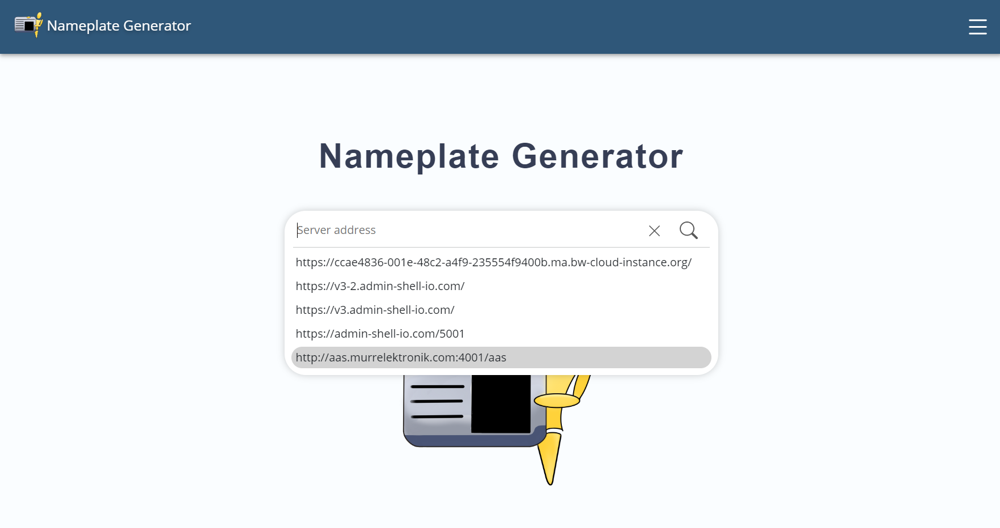 Nameplate Generator
Nameplate Generator
Server address
https://ccae4836-001e-48c2-a4f9-235554f9400b.ma.bw-cloud-instance.org/
https://v3-2.admin-shell-io.com/
https://v3.admin-shell-io.com/
https://admin-shell-io.com/5001
http://aas.murrelektronik.com:4001/aas